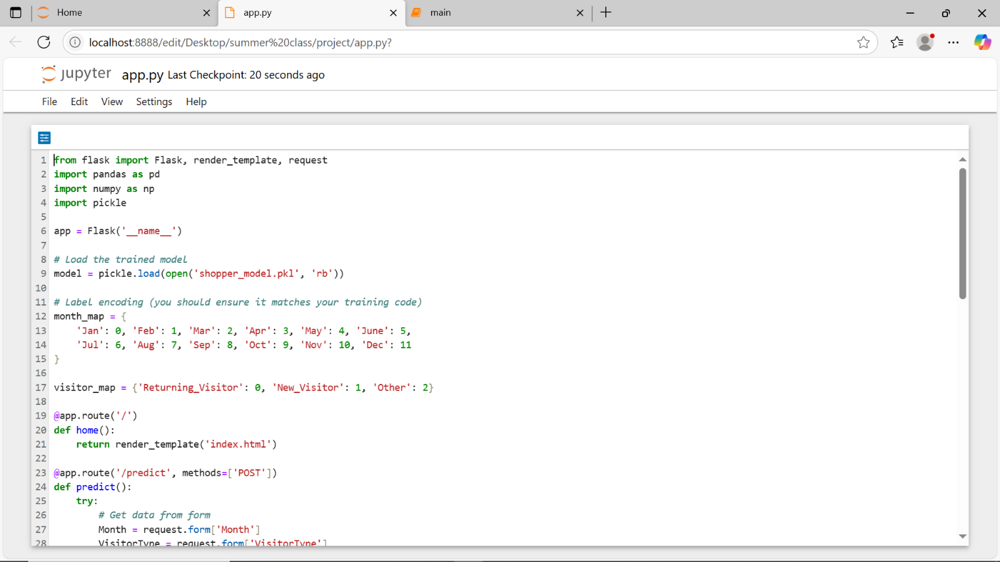 Home
app.py
main
localhost:8888/edit/Desktop/summer%20class/project/app.py?
jupyter app.py Last Checkpoint: 20 seconds ago
File Edit View Settings Help
1 from flask import Flask, render_template, request
2 import pandas as pd
3 import numpy as np
4 import pickle
5
6 app = Flask('__name__')
7
8 # Load the trained model
9 model = pickle.load(open('shopper_model.pkl', 'rb'))
10
11 # Label encoding (you should ensure it matches your training code)
12 month_map = {
13     'Jan': 0, 'Feb': 1, 'Mar': 2, 'Apr': 3, 'May': 4, 'June': 5,
14     'Jul': 6, 'Aug': 7, 'Sep': 8, 'Oct': 9, 'Nov': 10, 'Dec': 11
15 }
16
17 visitor_map = {'Returning_Visitor': 0, 'New_Visitor': 1, 'Other': 2}
18
19 @app.route('/')
20 def home():
21     return render_template('index.html')
22
23 @app.route('/predict', methods=['POST'])
24 def predict():
25     try:
26         # Get data from form
27         Month = request.form['Month']
28         VisitorType = request.form['VisitorType']